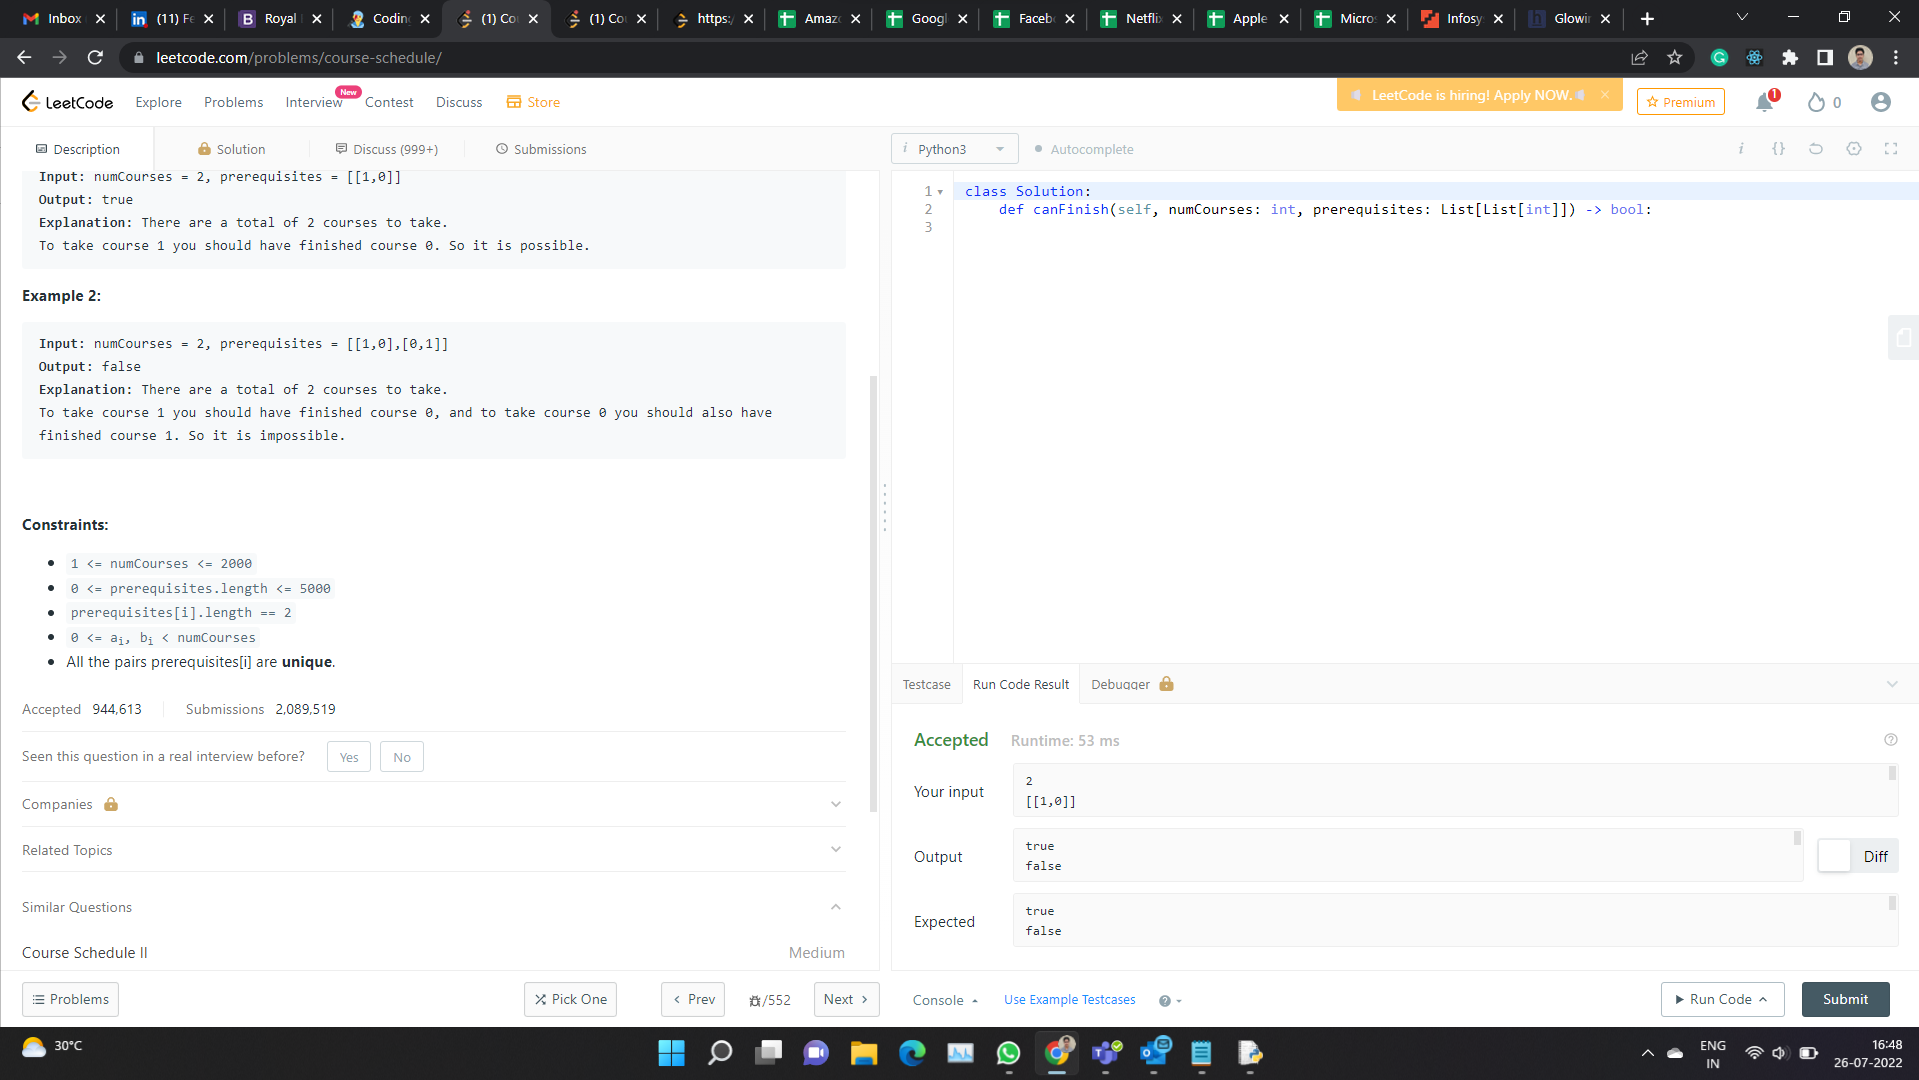 Inbox
(11) Fe
Royal
Coding
(1) Co
(1) Co
https:/
Amaz
Googl
Faceb
Netfli
Apple
Micro
Infosy
Glowi
leetcode.com/problems/course-schedule/
LeetCode
Explore
Problems
Interview
New
Contest
Discuss
Store
LeetCode is hiring! Apply NOW.
Premium
1
0
Description
Solution
Discuss (999+)
Submissions
i Python3
Autocomplete
i {}
Input: numCourses = 2, prerequisites = [[1,0]]
Output: true
Explanation: There are a total of 2 courses to take.
To take course 1 you should have finished course 0. So it is possible.
Example 2:
Input: numCourses = 2, prerequisites = [[1,0],[0,1]]
Output: false
Explanation: There are a total of 2 courses to take.
To take course 1 you should have finished course 0, and to take course 0 you should also have
finished course 1. So it is impossible.
Constraints:
1 <= numCourses <= 2000
0 <= prerequisites.length <= 5000
prerequisites[i].length == 2
0 <= ai, bi < numCourses
All the pairs prerequisites[i] are unique.
Accepted 944,613
Submissions 2,089,519
Seen this question in a real interview before?
Yes
No
Companies
Related Topics
Similar Questions
Course Schedule II
Medium
Problems
Pick One
Prev
/552
Next
1 class Solution:
2 def canFinish(self, numCourses: int, prerequisites: List[List[int]]) -> bool:
3
Testcase
Run Code Result
Debugger
Accepted
Runtime: 53 ms
Your input
2
[[1,0]]
Output
true
false
Diff
Expected
true
false
Console
Use Example Testcases
Run Code
Submit
30°C
ENG
IN
16:48
26-07-2022